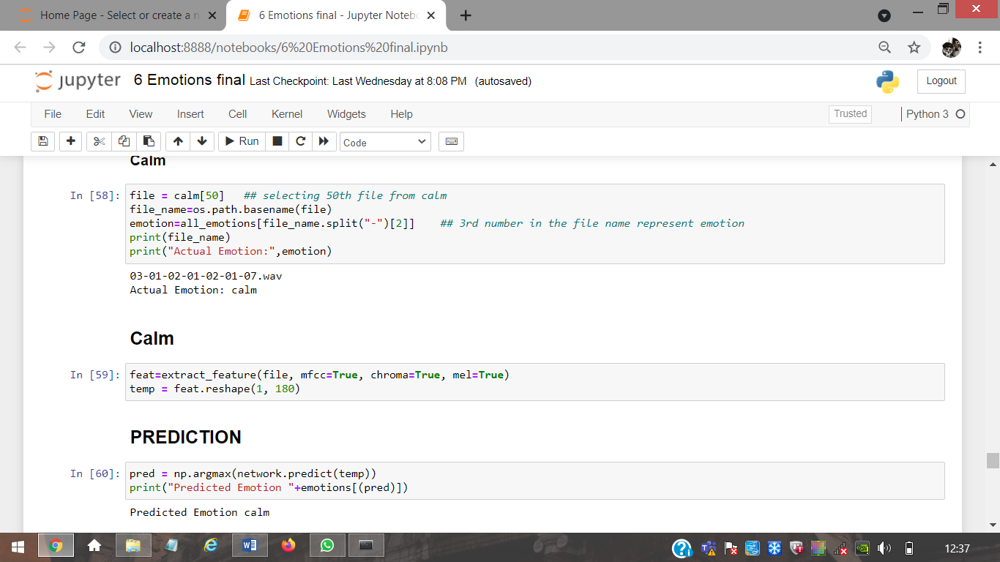 Home Page - Select or create a n
6 Emotions final - Jupyter Notebo
localhost:8888/notebooks/6%20Emotions%20final.ipynb
jupyter 6 Emotions final Last Checkpoint: Last Wednesday at 8:08 PM (autosaved)
Logout
File Edit View Insert Cell Kernel Widgets Help
Trusted Python 3
Run Code
Calm
In [58]: file = calm[50]   ## selecting 50th file from calm
file_name=os.path.basename(file)
emotion=all_emotions[file_name.split("-")[2]]    ## 3rd number in the file name represent emotion
print(file_name)
print("Actual Emotion:",emotion)
03-01-02-01-02-01-07.wav
Actual Emotion: calm
Calm
In [59]: feat=extract_feature(file, mfcc=True, chroma=True, mel=True)
temp = feat.reshape(1, 180)
PREDICTION
In [60]: pred = np.argmax(network.predict(temp))
print("Predicted Emotion "+emotions[(pred)])
Predicted Emotion calm
12:37